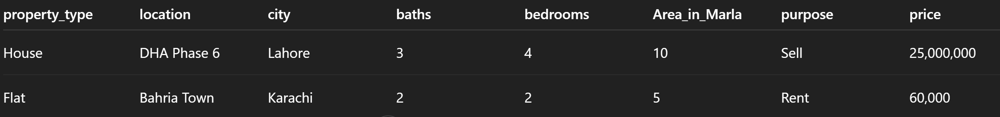 property_type location city baths bedrooms Area_in_Marla purpose price
House DHA Phase 6 Lahore 3 4 10 Sell 25,000,000
Flat Bahria Town Karachi 2 2 5 Rent 60,000